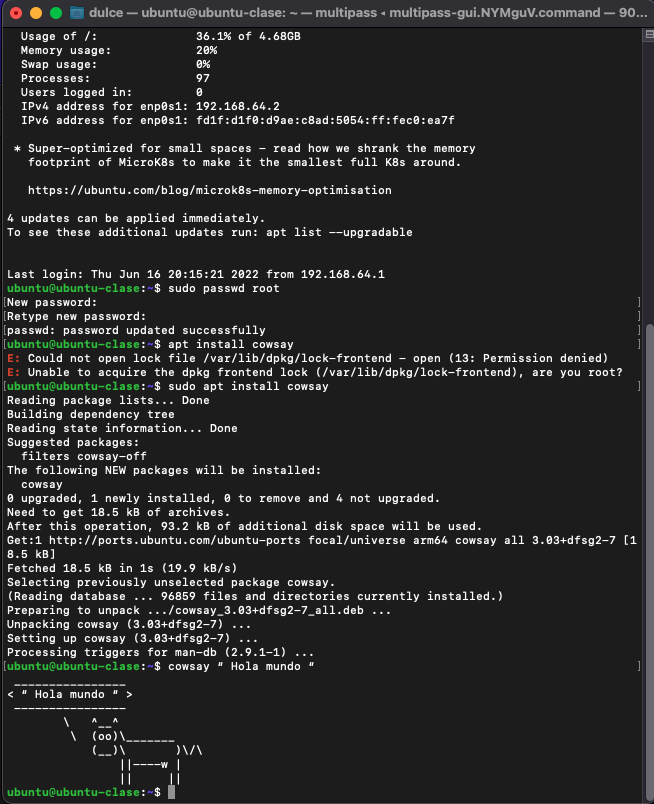 dulce — ubuntu@ubuntu-clase: ~ — multipass ◂ multipass-gui.NYMguV.command — 90...
Usage of /: 36.1% of 4.68GB
Memory usage: 20%
Swap usage: 0%
Processes: 97
Users logged in: 0
IPv4 address for enp0s1: 192.168.64.2
IPv6 address for enp0s1: fd1f:d1f0:d9ae:c8ad:5054:ff:fec0:ea7f
* Super-optimized for small spaces - read how we shrank the memory
footprint of MicroK8s to make it the smallest full K8s around.
https://ubuntu.com/blog/microk8s-memory-optimisation
4 updates can be applied immediately.
To see these additional updates run: apt list --upgradable
Last login: Thu Jun 16 20:15:21 2022 from 192.168.64.1
ubuntu@ubuntu-clase:~$ sudo passwd root
[New password: ]
[Retype new password: ]
[passwd: password updated successfully ]
[ubuntu@ubuntu-clase:~$ apt install cowsay ]
E: Could not open lock file /var/lib/dpkg/lock-frontend - open (13: Permission denied)
E: Unable to acquire the dpkg frontend lock (/var/lib/dpkg/lock-frontend), are you root?
[ubuntu@ubuntu-clase:~$ sudo apt install cowsay ]
Reading package lists... Done
Building dependency tree
Reading state information... Done
Suggested packages:
filters cowsay-off
The following NEW packages will be installed:
cowsay
0 upgraded, 1 newly installed, 0 to remove and 4 not upgraded.
Need to get 18.5 kB of archives.
After this operation, 93.2 kB of additional disk space will be used.
Get:1 http://ports.ubuntu.com/ubuntu-ports focal/universe arm64 cowsay all 3.03+dfsg2-7 [1
8.5 kB]
Fetched 18.5 kB in 1s (19.9 kB/s)
Selecting previously unselected package cowsay.
(Reading database ... 96859 files and directories currently installed.)
Preparing to unpack .../cowsay_3.03+dfsg2-7_all.deb ...
Unpacking cowsay (3.03+dfsg2-7) ...
Setting up cowsay (3.03+dfsg2-7) ...
Processing triggers for man-db (2.9.1-1) ...
[ubuntu@ubuntu-clase:~$ cowsay “ Hola mundo “ ]
 ________________
< “ Hola mundo “ >
 ----------------
        \   ^__^
         \  (oo)\_______
            (__)\       )\/\
                ||----w |
                ||     ||
ubuntu@ubuntu-clase:~$